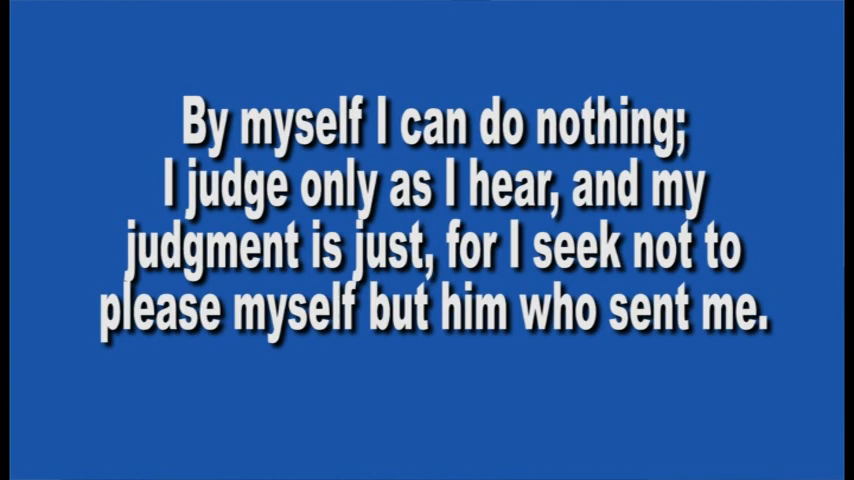 By myself I can do nothing;
I judge only as I hear, and my
judgment is just, for I seek not to
please myself but him who sent me.